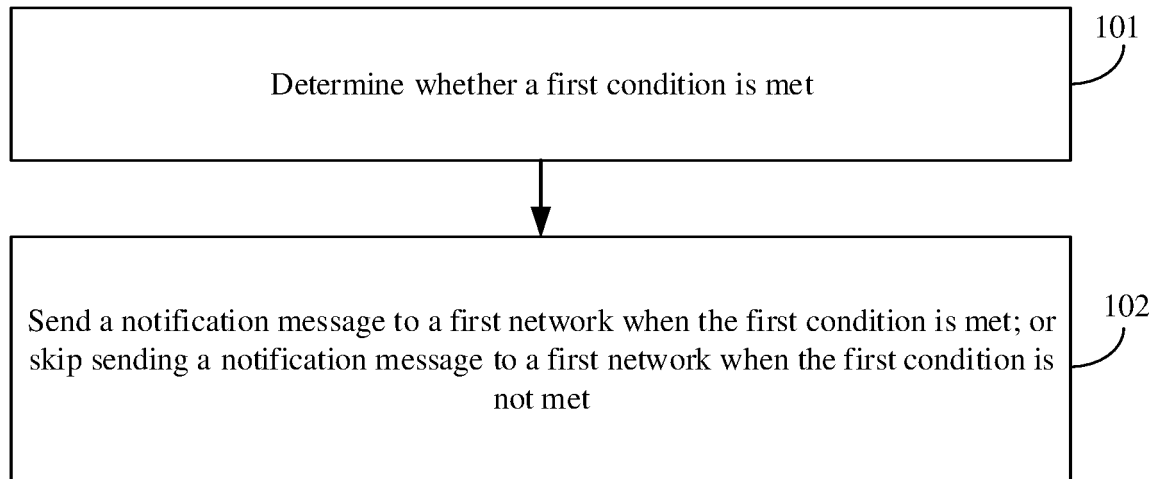 101
Determine whether a first condition is met
Send a notification message to a first network when the first condition is met; or
skip sending a notification message to a first network when the first condition is
not met
102